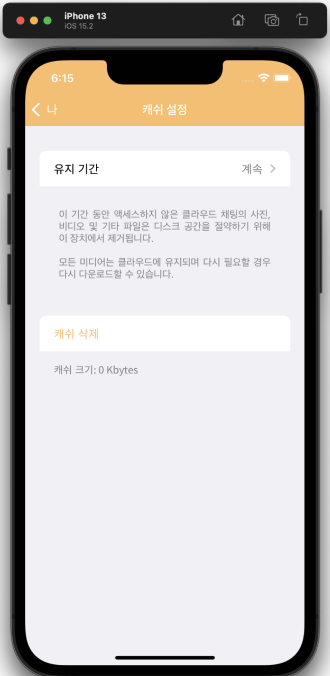 iPhone 13
iOS 15.2
6:15
나
캐쉬 설정
유지 기간
계속
이 기간 동안 액세스하지 않은 클라우드 채팅의 사진,
비디오 및 기타 파일은 디스크 공간을 절약하기 위해
이 장치에서 제거됩니다.
모든 미디어는 클라우드에 유지되며 다시 필요할 경우
다시 다운로드할 수 있습니다.
캐쉬 삭제
캐쉬 크기: 0 Kbytes